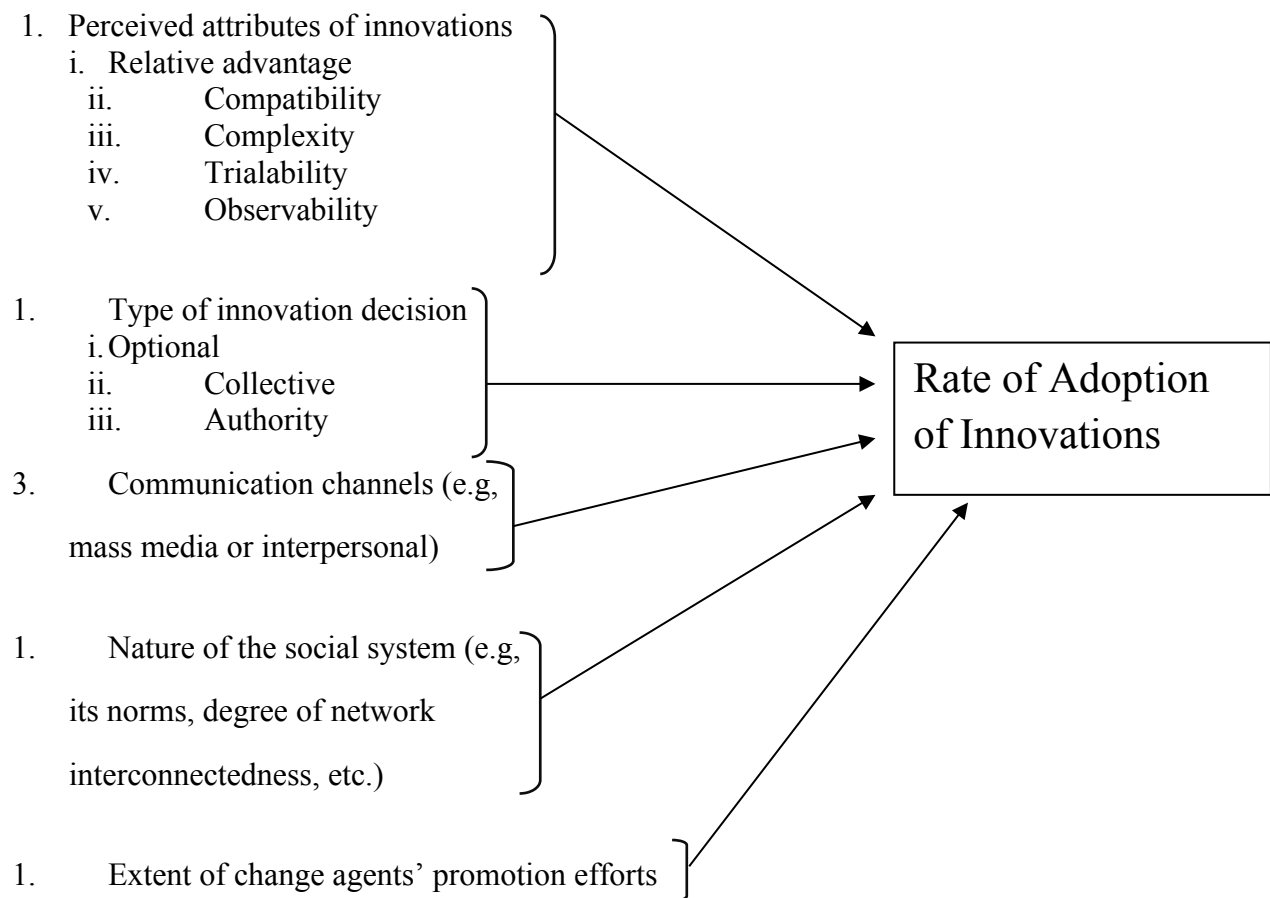 1. Perceived attributes of innovations
i. Relative advantage
ii. Compatibility
iii. Complexity
iv. Trialability
v. Observability
1. Type of innovation decision
i. Optional
ii. Collective
iii. Authority
3. Communication channels (e.g,
mass media or interpersonal)
1. Nature of the social system (e.g,
its norms, degree of network
interconnectedness, etc.)
1. Extent of change agents’ promotion efforts
Rate of Adoption
of Innovations